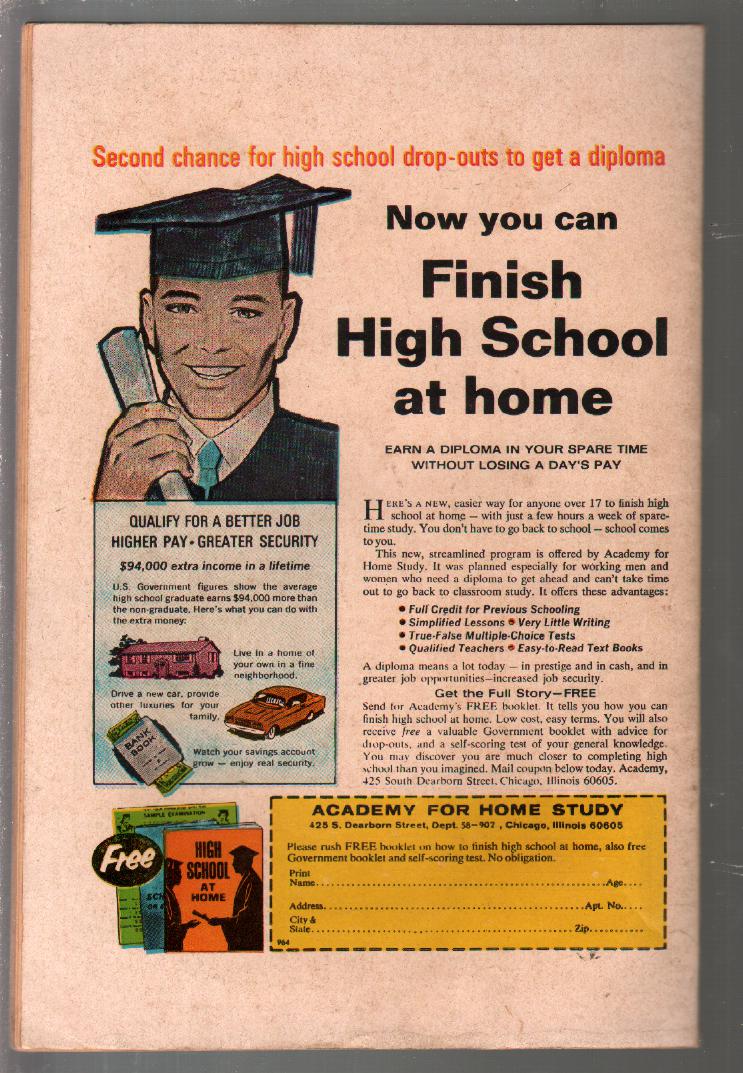 Second chance for high school drop-outs to get a diploma
Now you can
Finish
High School
at home
EARN A DIPLOMA IN YOUR SPARE TIME
WITHOUT LOSING A DAY'S PAY
QUALIFY FOR A BETTER JOB
HIGHER PAY • GREATER SECURITY
$94,000 extra income in a lifetime
U.S. Government figures show the average
high school graduate earns $94,000 more than
the non-graduate. Here's what you can do with
the extra money:
Live in a home of
your own in a fine
neighborhood.
Drive a new car, provide
other luxuries for your
family.
BANK
BOOK
Watch your savings account
grow — enjoy real security.
HERE'S A NEW, easier way for anyone over 17 to finish high
school at home — with just a few hours a week of spare-
time study. You don't have to go back to school — school comes
to you.
This new, streamlined program is offered by Academy for
Home Study. It was planned especially for working men and
women who need a diploma to get ahead and can't take time
out to go back to classroom study. It offers these advantages:
• Full Credit for Previous Schooling
• Simplified Lessons • Very Little Writing
• True-False Multiple-Choice Tests
• Qualified Teachers • Easy-to-Read Text Books
A diploma means a lot today — in prestige and in cash, and in
greater job opportunities—increased job security.
Get the Full Story—FREE
Send for Academy's FREE booklet. It tells you how you can
finish high school at home. Low cost, easy terms. You will also
receive free a valuable Government booklet with advice for
drop-outs, and a self-scoring test of your general knowledge.
You may discover you are much closer to completing high
school than you imagined. Mail coupon below today. Academy,
425 South Dearborn Street, Chicago, Illinois 60605.
Free
SAMPLE EXAMINATION
SCH
OR
HIGH
SCHOOL
AT
HOME
ACADEMY FOR HOME STUDY
425 S. Dearborn Street, Dept. 58-907 , Chicago, Illinois 60605
Please rush FREE booklet on how to finish high school at home, also free
Government booklet and self-scoring test. No obligation.
Print
Name..........Age....
Address..........Apt. No....
City &
State..........Zip..........
964